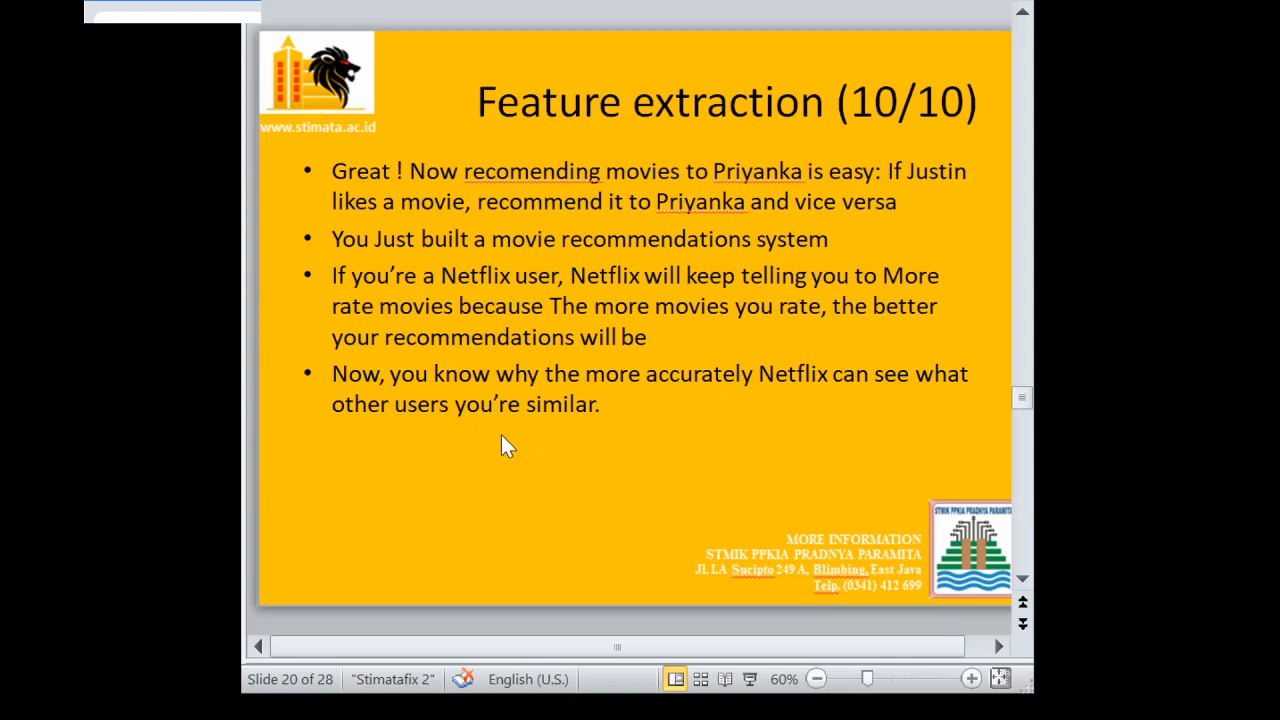 www.stimata.ac.id
Feature extraction (10/10)
• Great ! Now recomending movies to Priyanka is easy: If Justin
likes a movie, recommend it to Priyanka and vice versa
• You Just built a movie recommendations system
• If you’re a Netflix user, Netflix will keep telling you to More
rate movies because The more movies you rate, the better
your recommendations will be
• Now, you know why the more accurately Netflix can see what
other users you’re similar.
STMIK PPKIA PRADNYA PARAMITA
MORE INFORMATION
STMIK PPKIA PRADNYA PARAMITA
Jl. LA Sucipto 249 A, Blimbing, East Java
Telp. (0341) 412 699
Slide 20 of 28
"Stimatafix 2"
English (U.S.)
60%